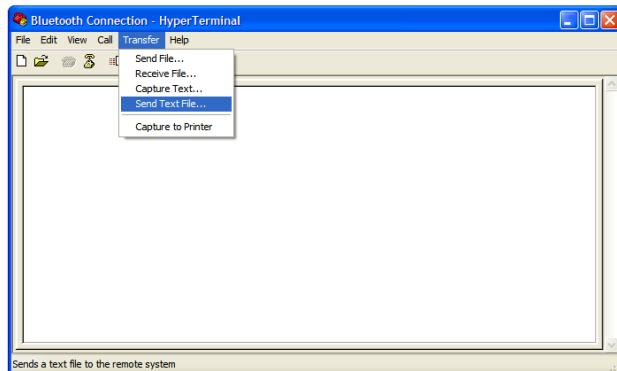 Bluetooth Connection - HyperTerminal
File Edit View Call Transfer Help
Send File...
Receive File...
Capture Text...
Send Text File...
Capture to Printer
Sends a text file to the remote system